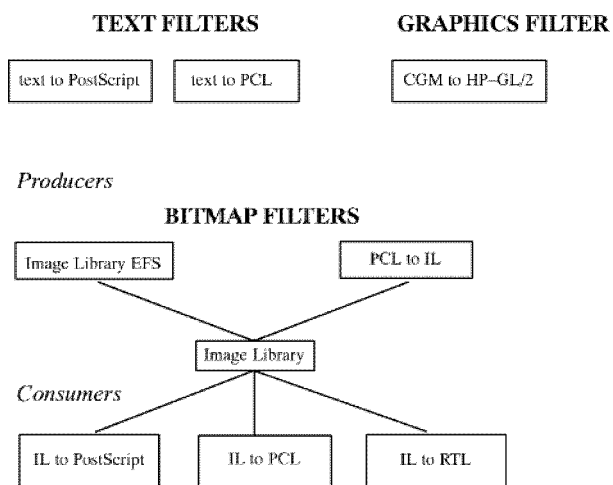 TEXT FILTERS GRAPHICS FILTER
text to PostScript text to PCL CGM to HP-GL/2
Producers
BITMAP FILTERS
Image Library EFS PCL to IL
Image Library
Consumers
IL to PostScript IL to PCL IL to RTL